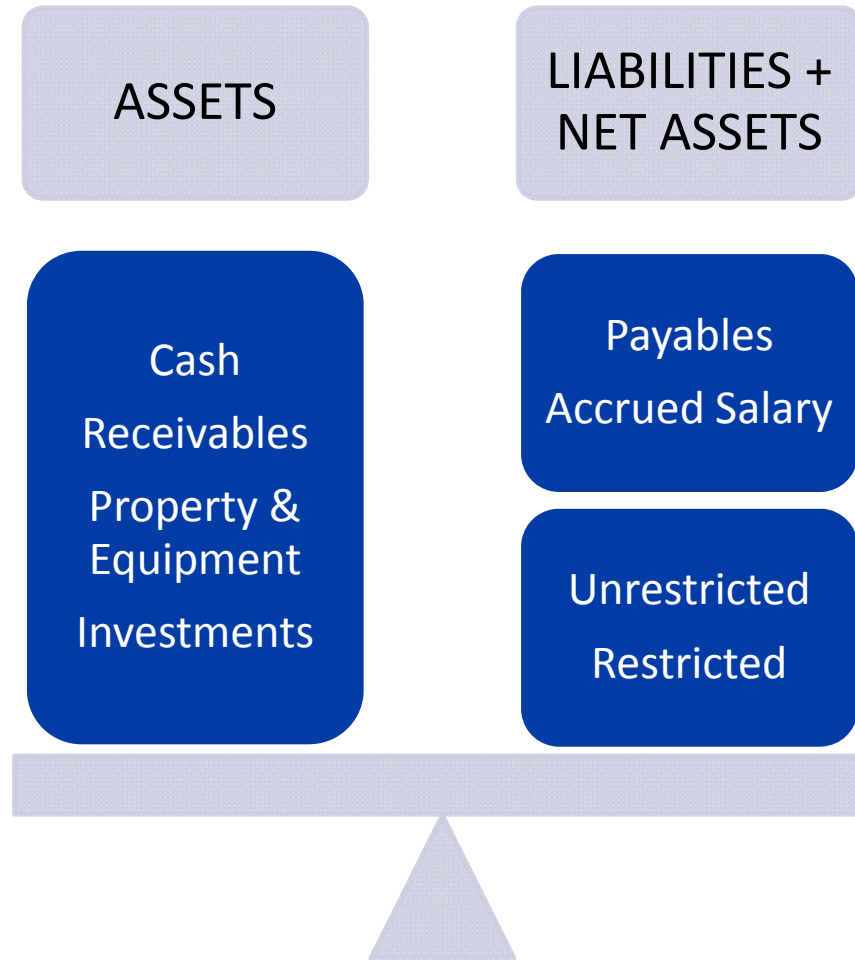 ASSETS
LIABILITIES +
NET ASSETS
Cash
Receivables
Property &
Equipment
Investments
Payables
Accrued Salary
Unrestricted
Restricted